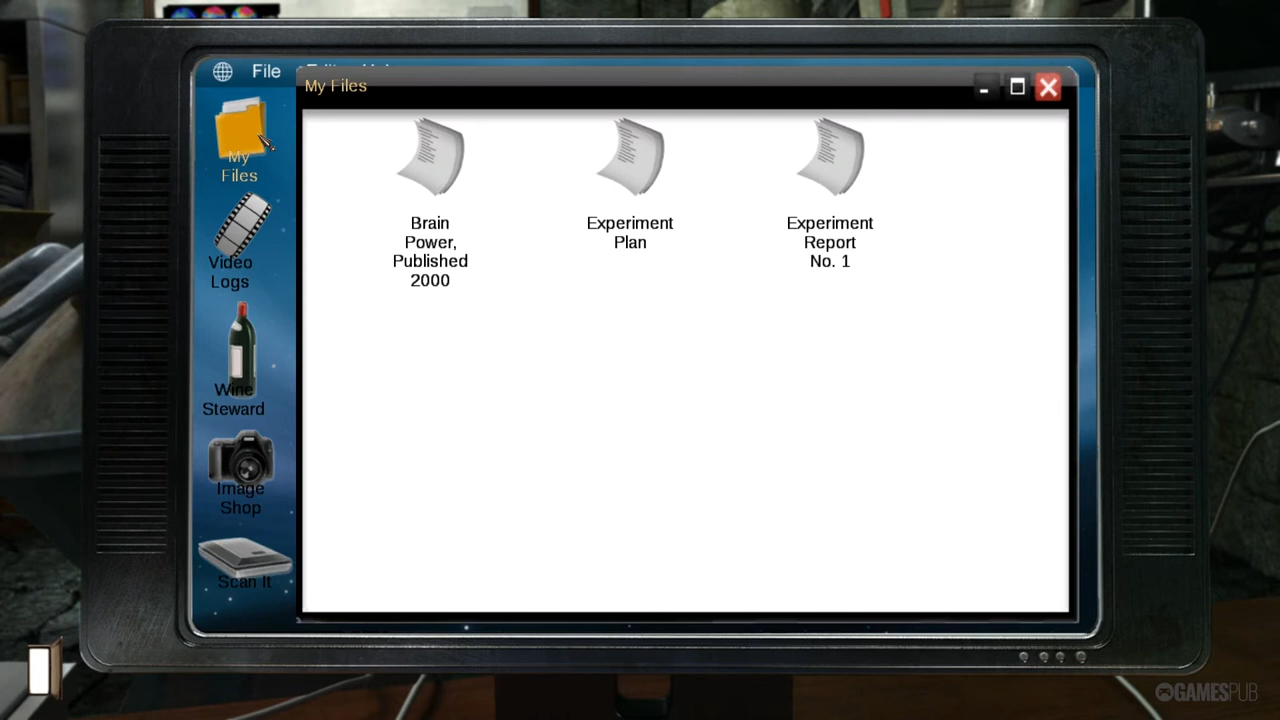 File
My Files
My
Files
Video
Logs
Wine
Steward
Image
Shop
Scan It
Brain
Power,
Published
2000
Experiment
Plan
Experiment
Report
No. 1
GAMESPUB